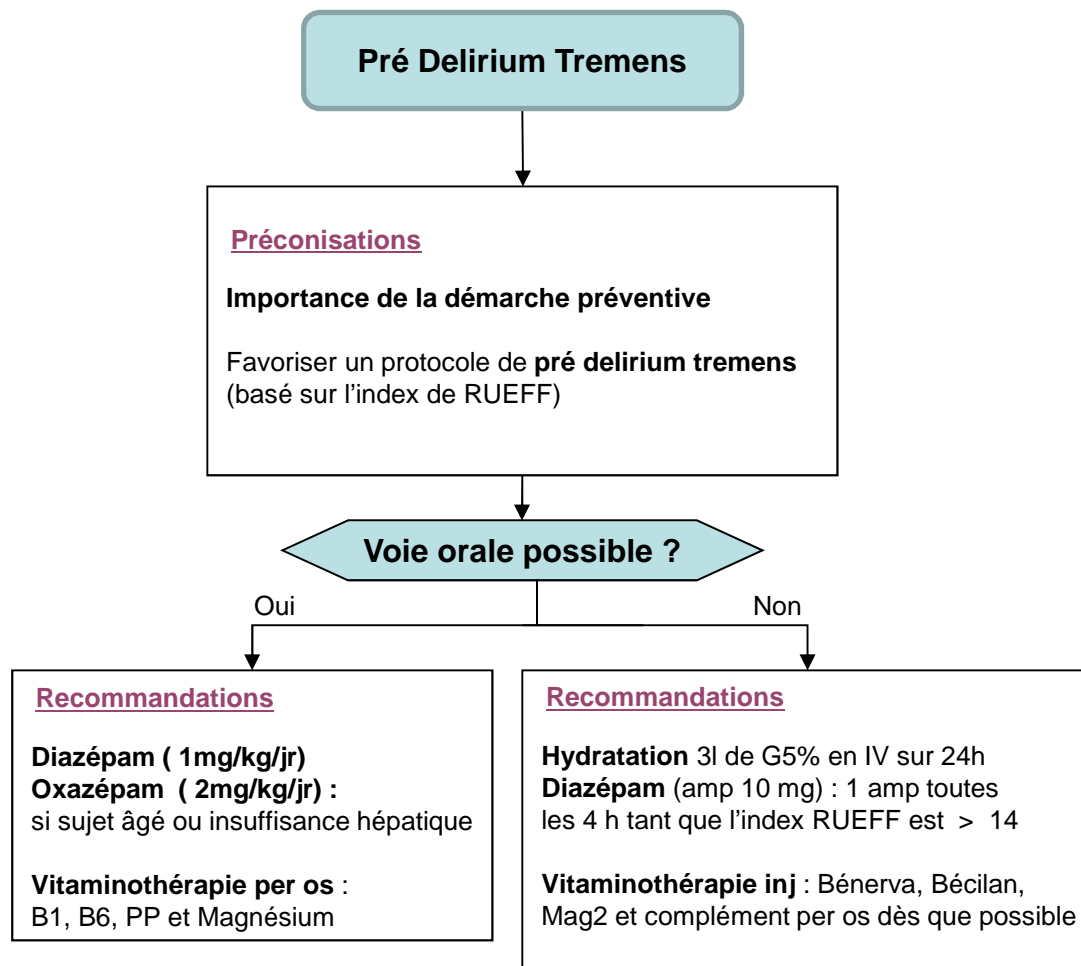 Pré Delirium Tremens
Préconisations
Importance de la démarche préventive
Favoriser un protocole de pré delirium tremens
(basé sur l’index de RUEFF)
Voie orale possible ?
Oui
Non
Recommandations
Diazépam ( 1mg/kg/jr)
Oxazépam ( 2mg/kg/jr) :
si sujet âgé ou insuffisance hépatique
Vitaminothérapie per os :
B1, B6, PP et Magnésium
Recommandations
Hydratation 3l de G5% en IV sur 24h
Diazépam (amp 10 mg) : 1 amp toutes
les 4 h tant que l’index RUEFF est > 14
Vitaminothérapie inj : Bénerva, Bécilan,
Mag2 et complément per os dès que possible